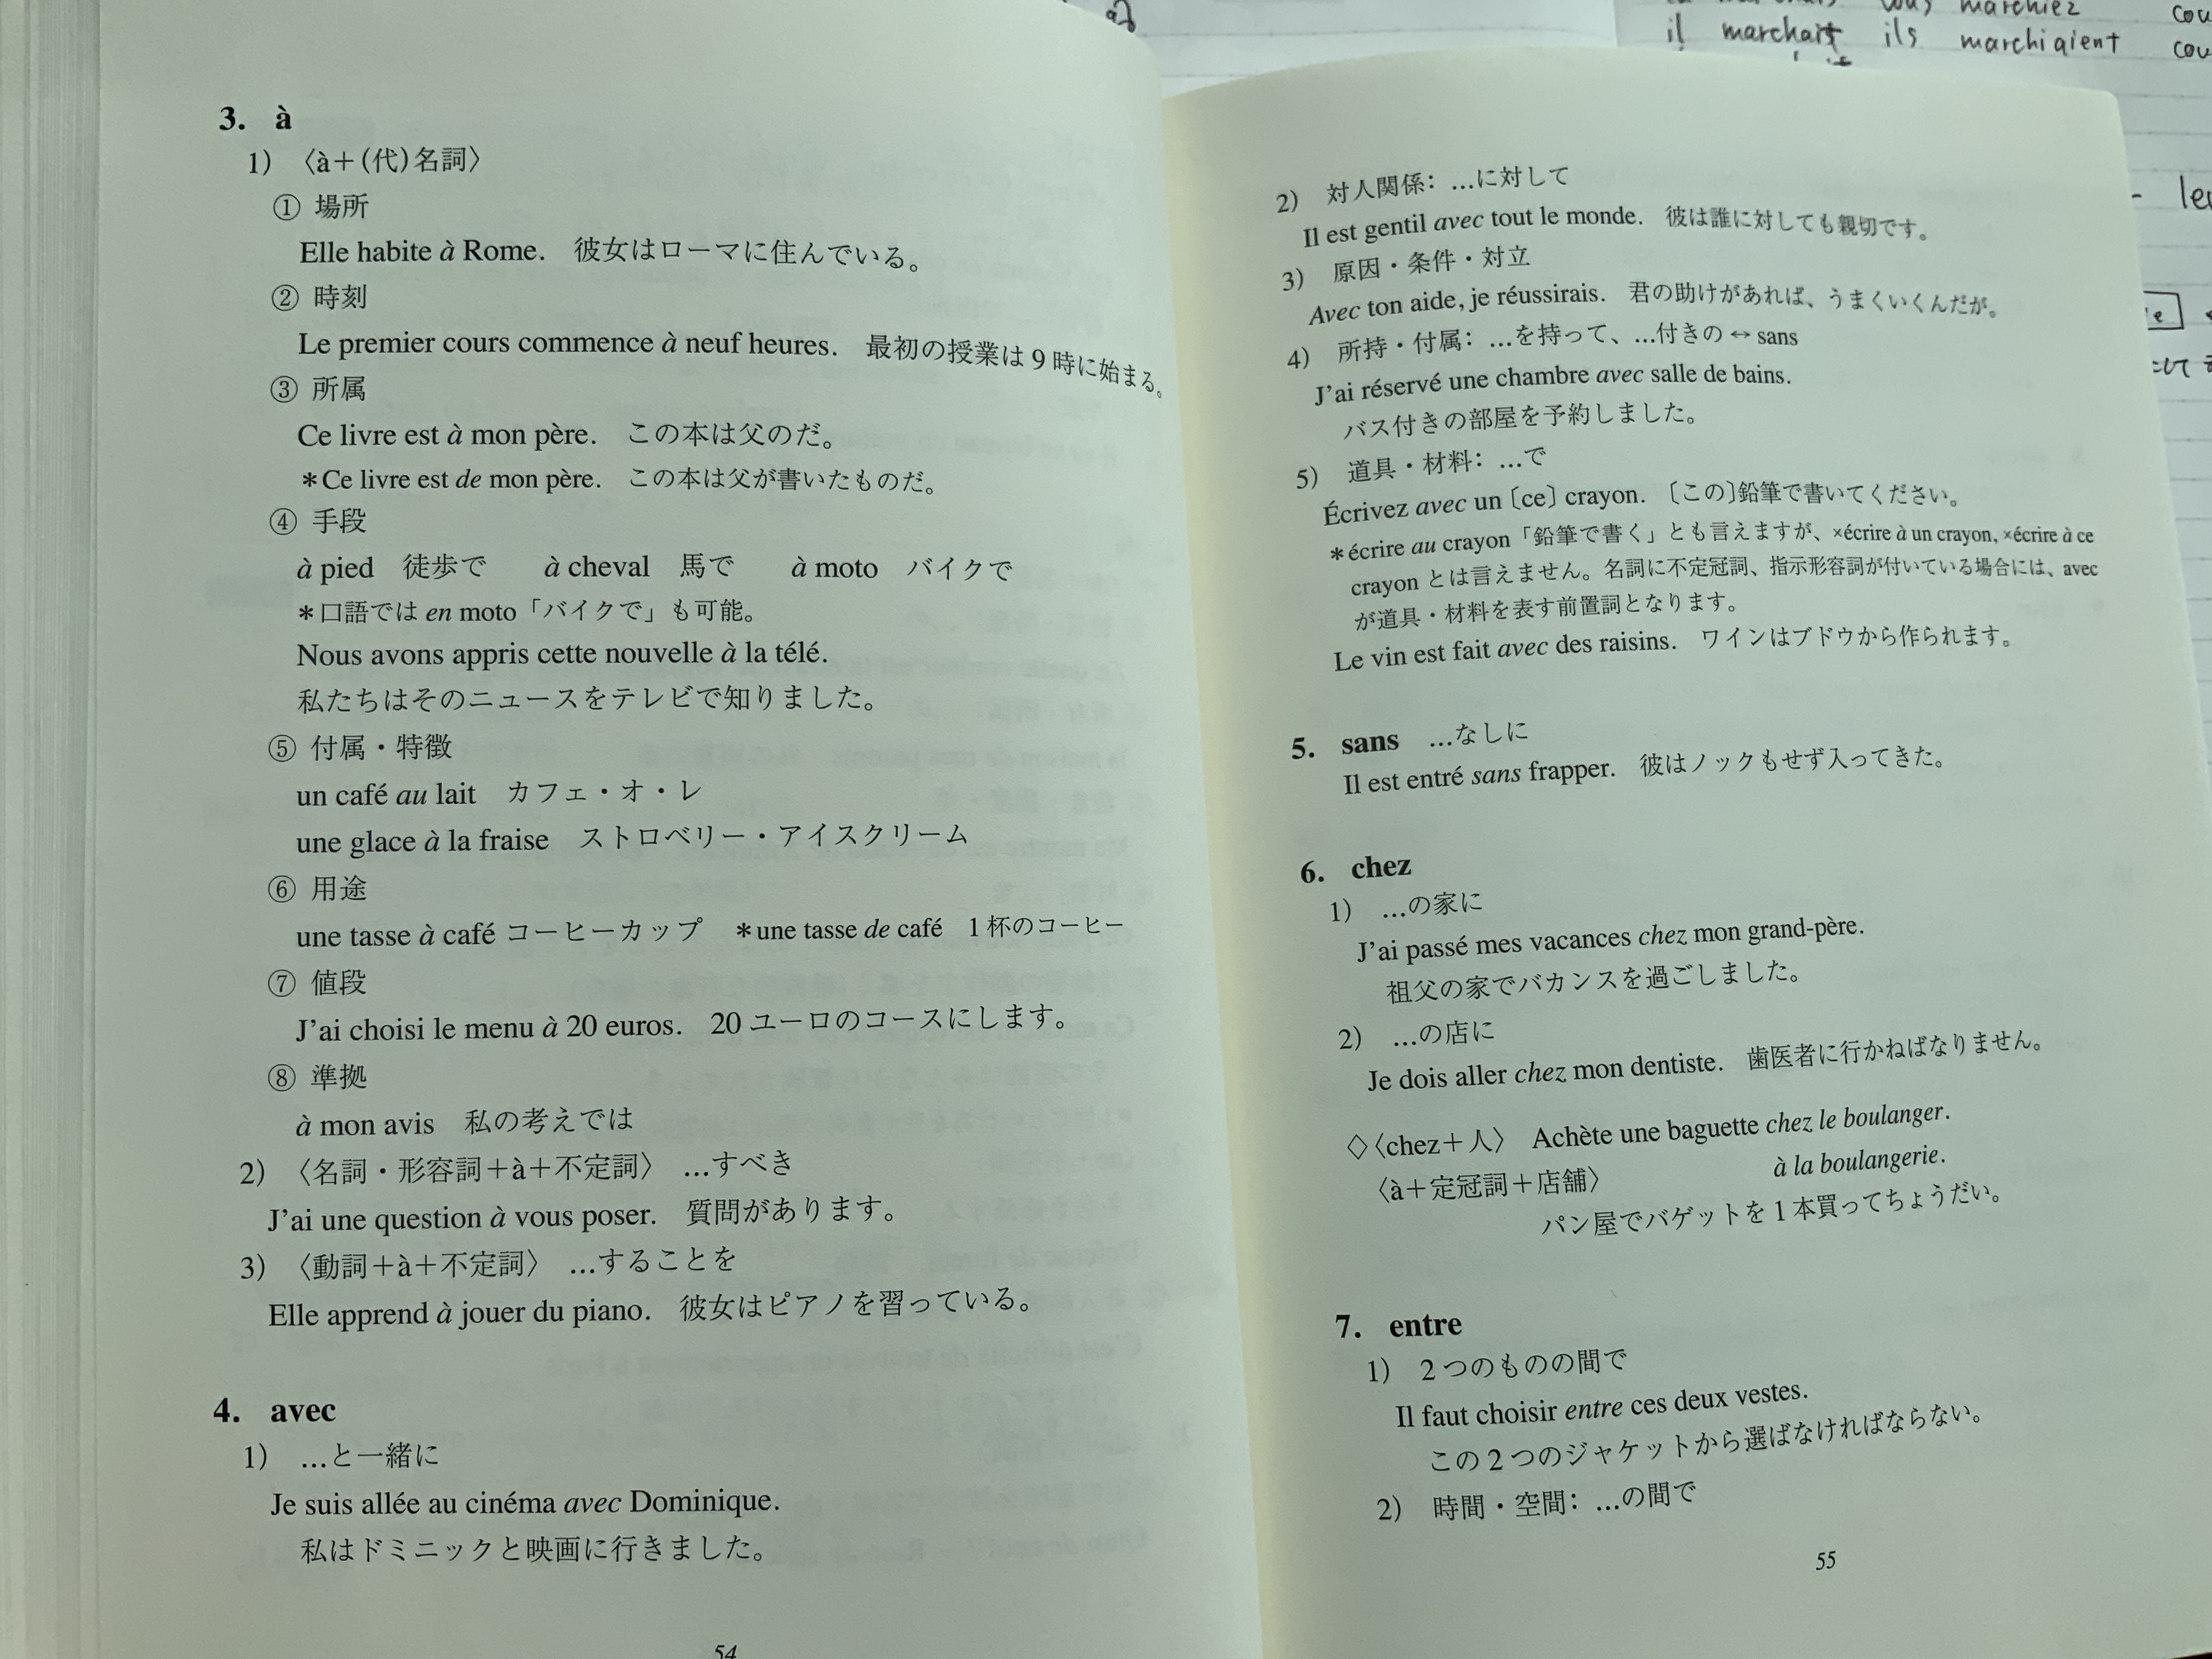 3. à
1) 〈à＋(代)名詞〉
① 場所
Elle habite à Rome. 彼女はローマに住んでいる。
② 時刻
Le premier cours commence à neuf heures. 最初の授業は9時に始まる。
③ 所属
Ce livre est à mon père. この本は父のだ。
＊Ce livre est de mon père. この本は父が書いたものだ。
④ 手段
à pied 徒歩で à cheval 馬で à moto バイクで
＊口語では en moto「バイクで」も可能。
Nous avons appris cette nouvelle à la télé.
私たちはそのニュースをテレビで知りました。
⑤ 付属・特徴
un café au lait カフェ・オ・レ
une glace à la fraise ストロベリー・アイスクリーム
⑥ 用途
une tasse à café コーヒーカップ ＊une tasse de café 1杯のコーヒー
⑦ 値段
J'ai choisi le menu à 20 euros. 20ユーロのコースにします。
⑧ 準拠
à mon avis 私の考えでは
2) 〈名詞・形容詞＋à＋不定詞〉 …すべき
J'ai une question à vous poser. 質問があります。
3) 〈動詞＋à＋不定詞〉 …することを
Elle apprend à jouer du piano. 彼女はピアノを習っている。
4. avec
1) …と一緒に
Je suis allée au cinéma avec Dominique.
私はドミニックと映画に行きました。
54
2) 対人関係：…に対して
Il est gentil avec tout le monde. 彼は誰に対しても親切です。
3) 原因・条件・対立
Avec ton aide, je réussirais. 君の助けがあれば、うまくいくんだが。
4) 所持・付属：…を持って、…付きの ↔ sans
J'ai réservé une chambre avec salle de bains.
バス付きの部屋を予約しました。
5) 道具・材料：…で
Écrivez avec un〔ce〕crayon. 〔この〕鉛筆で書いてください。
＊écrire au crayon「鉛筆で書く」とも言えますが、×écrire à un crayon, ×écrire à ce
crayon とは言えません。名詞に不定冠詞、指示形容詞が付いている場合には、avec
が道具・材料を表す前置詞となります。
Le vin est fait avec des raisins. ワインはブドウから作られます。
5. sans …なしに
Il est entré sans frapper. 彼はノックもせず入ってきた。
6. chez
1) …の家に
J'ai passé mes vacances chez mon grand-père.
祖父の家でバカンスを過ごしました。
2) …の店に
Je dois aller chez mon dentiste. 歯医者に行かねばなりません。
◇〈chez＋人〉 Achète une baguette chez le boulanger.
〈à＋定冠詞＋店舗〉 à la boulangerie.
パン屋でバゲットを1本買ってちょうだい。
7. entre
1) 2つのものの間で
Il faut choisir entre ces deux vestes.
この2つのジャケットから選ばなければならない。
2) 時間・空間：…の間で
55
marchiez cou
il marchait ils marchiaient cou